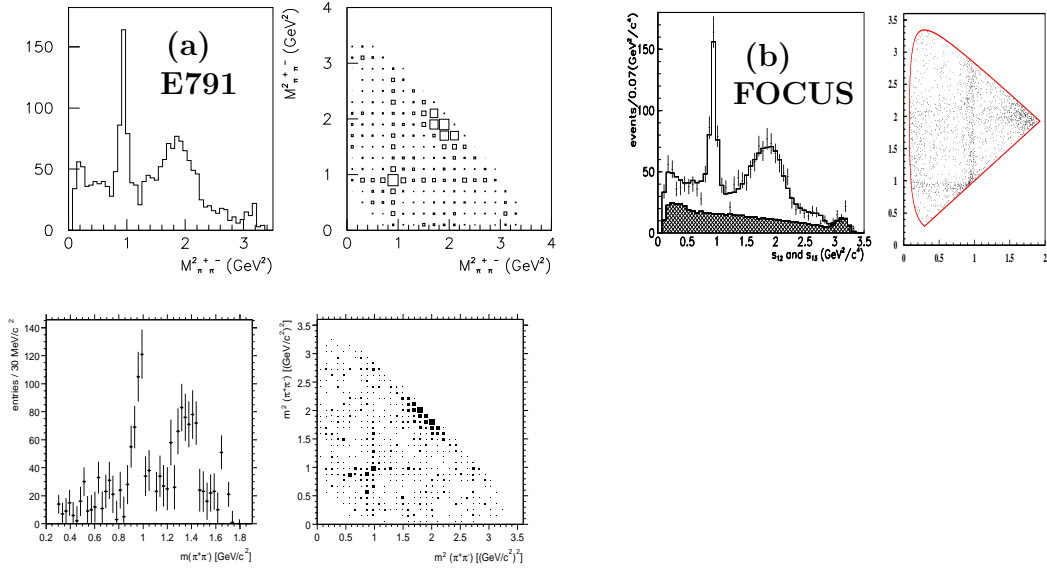 (a)
E791
150
100
50
0
0 1 2 3
M²π⁺π⁻ (GeV²)
M²π⁺π⁻ (GeV²)
4
3
2
1
0
0 1 2 3 4
M²π⁺π⁻ (GeV²)
(b)
FOCUS
events/0.07(GeV²/c⁴)
150
100
50
0
0 0.5 1 1.5 2 2.5 3 3.5
s₁₂ and s₁₃ (GeV²/c⁴)
3.5
3
2.5
2
1.5
1
0.5
0
0 0.5 1 1.5 2
entries / 30 MeV/c⁻²
140
120
100
80
60
40
20
0
0.2 0.4 0.6 0.8 1 1.2 1.4 1.6 1.8
m(π⁺π⁻) [GeV/c²]
m² (π⁺π⁻) [(GeV/c²)²]
3.5
3
2.5
2
1.5
1
0.5
0
0 0.5 1 1.5 2 2.5 3 3.5
m² (π⁺π⁻) [(GeV/c²)²]